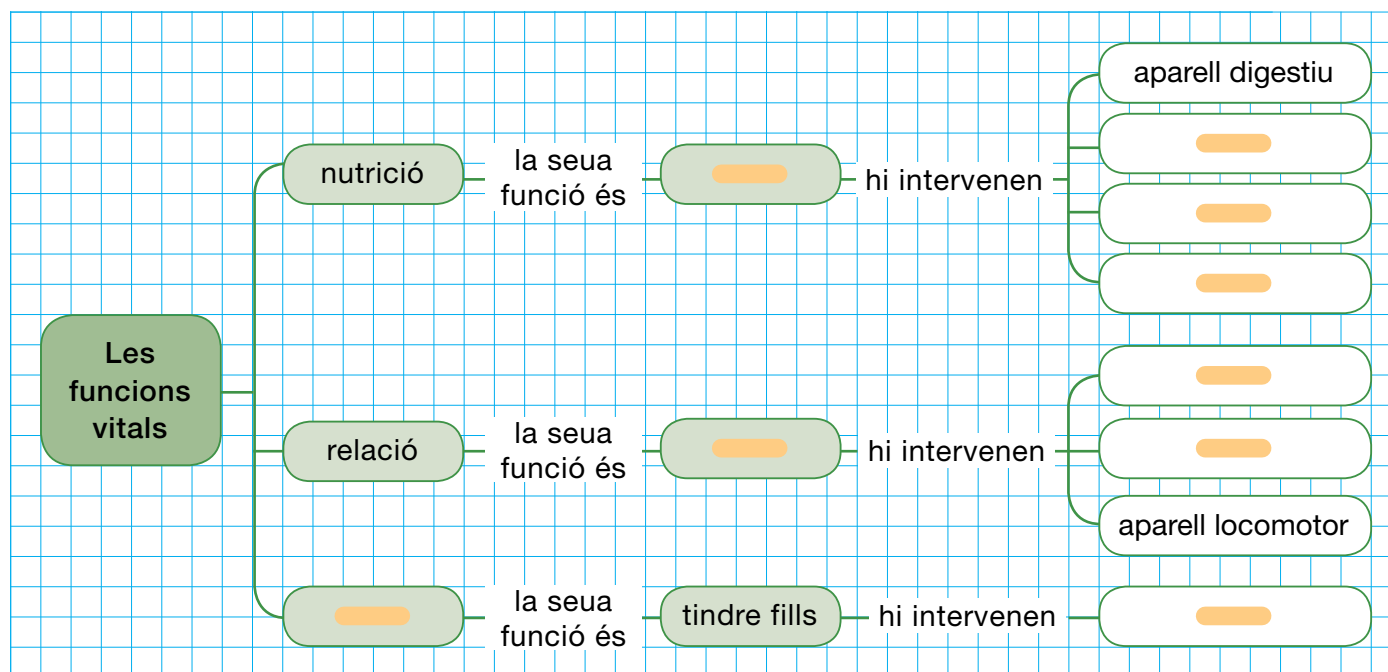 aparell digestiu
nutrició
la seua
funció és
hi intervenen
Les
funcions
vitals
relació
la seua
funció és
hi intervenen
aparell locomotor
la seua
funció és
tindre fills
hi intervenen